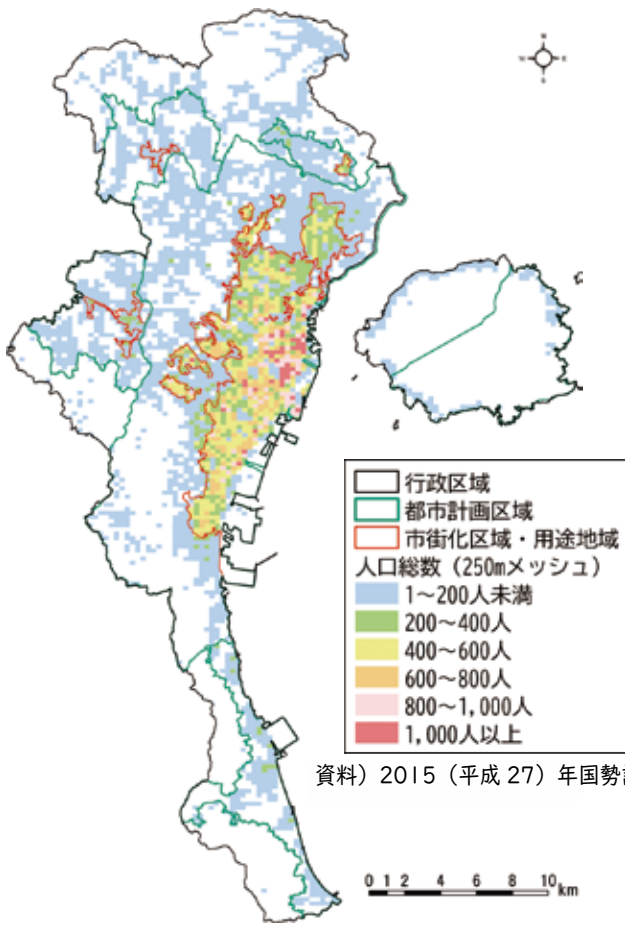 N
W E
S
行政区域
都市計画区域
市街化区域・用途地域
人口総数（250mメッシュ）
1～200人未満
200～400人
400～600人
600～800人
800～1,000人
1,000人以上
資料）2015（平成 27）年国勢
0 1 2 4 6 8 10 km